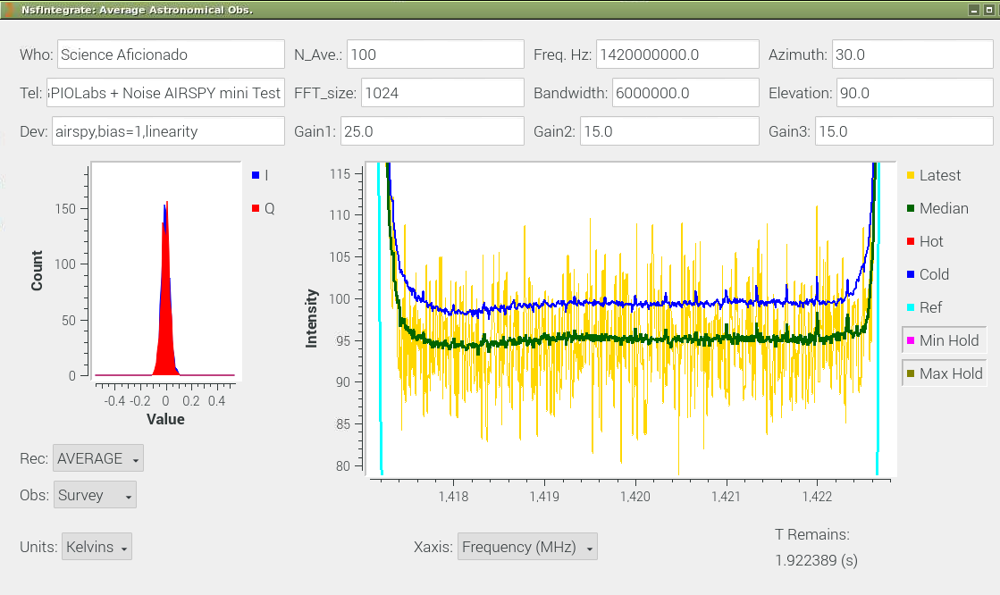 NsfIntegrate: Average Astronomical Obs.
Who: Science Aficionado N_Ave.: 100 Freq. Hz: 1420000000.0 Azimuth: 30.0
Tel: PIOLabs + Noise AIRSPY mini Test FFT_size: 1024 Bandwidth: 6000000.0 Elevation: 90.0
Dev: airspy,bias=1,linearity Gain1: 25.0 Gain2: 15.0 Gain3: 15.0
I
Q
Count
150
100
50
0
-0.4 -0.2 0 0.2 0.4
Value
Intensity
115
110
105
100
95
90
85
80
1,418 1,419 1,420 1,421 1,422
Latest
Median
Hot
Cold
Ref
Min Hold
Max Hold
Rec: AVERAGE
Obs: Survey
Units: Kelvins
Xaxis: Frequency (MHz)
T Remains:
1.922389 (s)